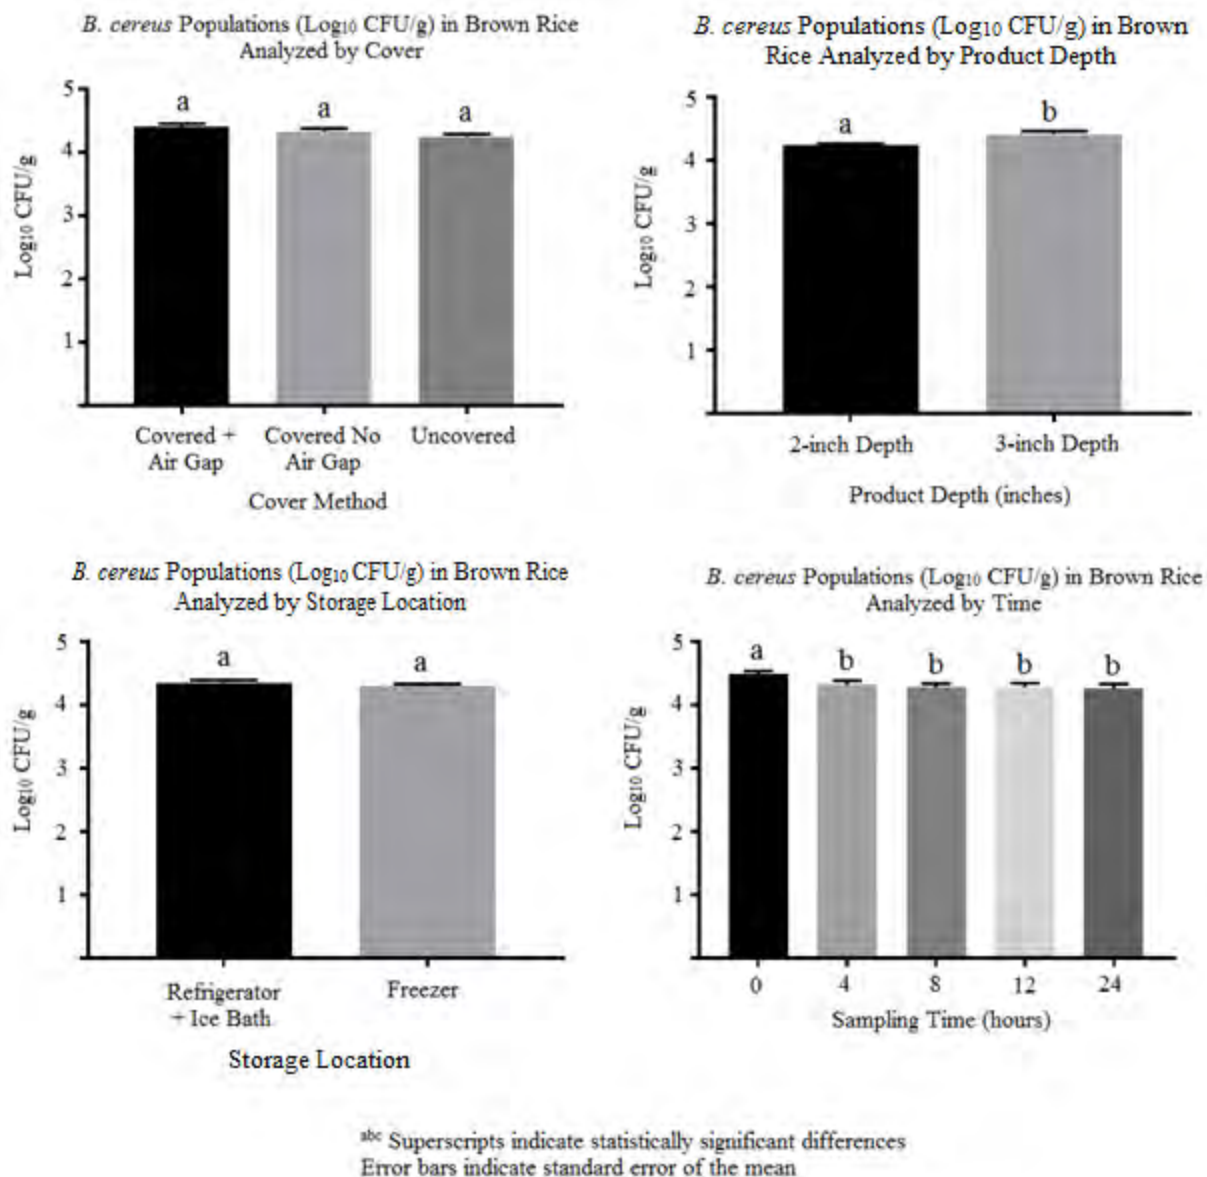 B. cereus Populations (Log10 CFU/g) in Brown Rice
Analyzed by Cover
5
4
3
2
1
Log10 CFU/g
a
a
a
Covered +
Air Gap
Covered No
Air Gap
Uncovered
Cover Method
B. cereus Populations (Log10 CFU/g) in Brown
Rice Analyzed by Product Depth
5
4
3
2
1
Log10 CFU/g
a
b
2-inch Depth
3-inch Depth
Product Depth (inches)
B. cereus Populations (Log10 CFU/g) in Brown Rice
Analyzed by Storage Location
5
4
3
2
1
Log10 CFU/g
a
a
Refrigerator
+ Ice Bath
Freezer
Storage Location
B. cereus Populations (Log10 CFU/g) in Brown Rice
Analyzed by Time
5
4
3
2
1
Log10 CFU/g
a
b
b
b
b
0
4
8
12
24
Sampling Time (hours)
abc Superscripts indicate statistically significant differences
Error bars indicate standard error of the mean